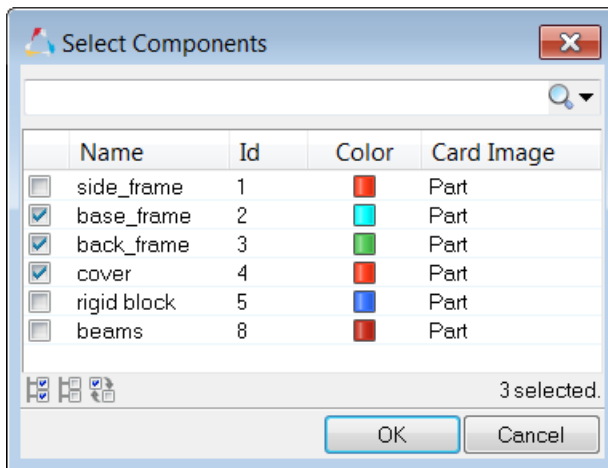 Select Components
Name Id Color Card Image
side_frame 1 Part
base_frame 2 Part
back_frame 3 Part
cover 4 Part
rigid block 5 Part
beams 8 Part
3 selected.
OK Cancel